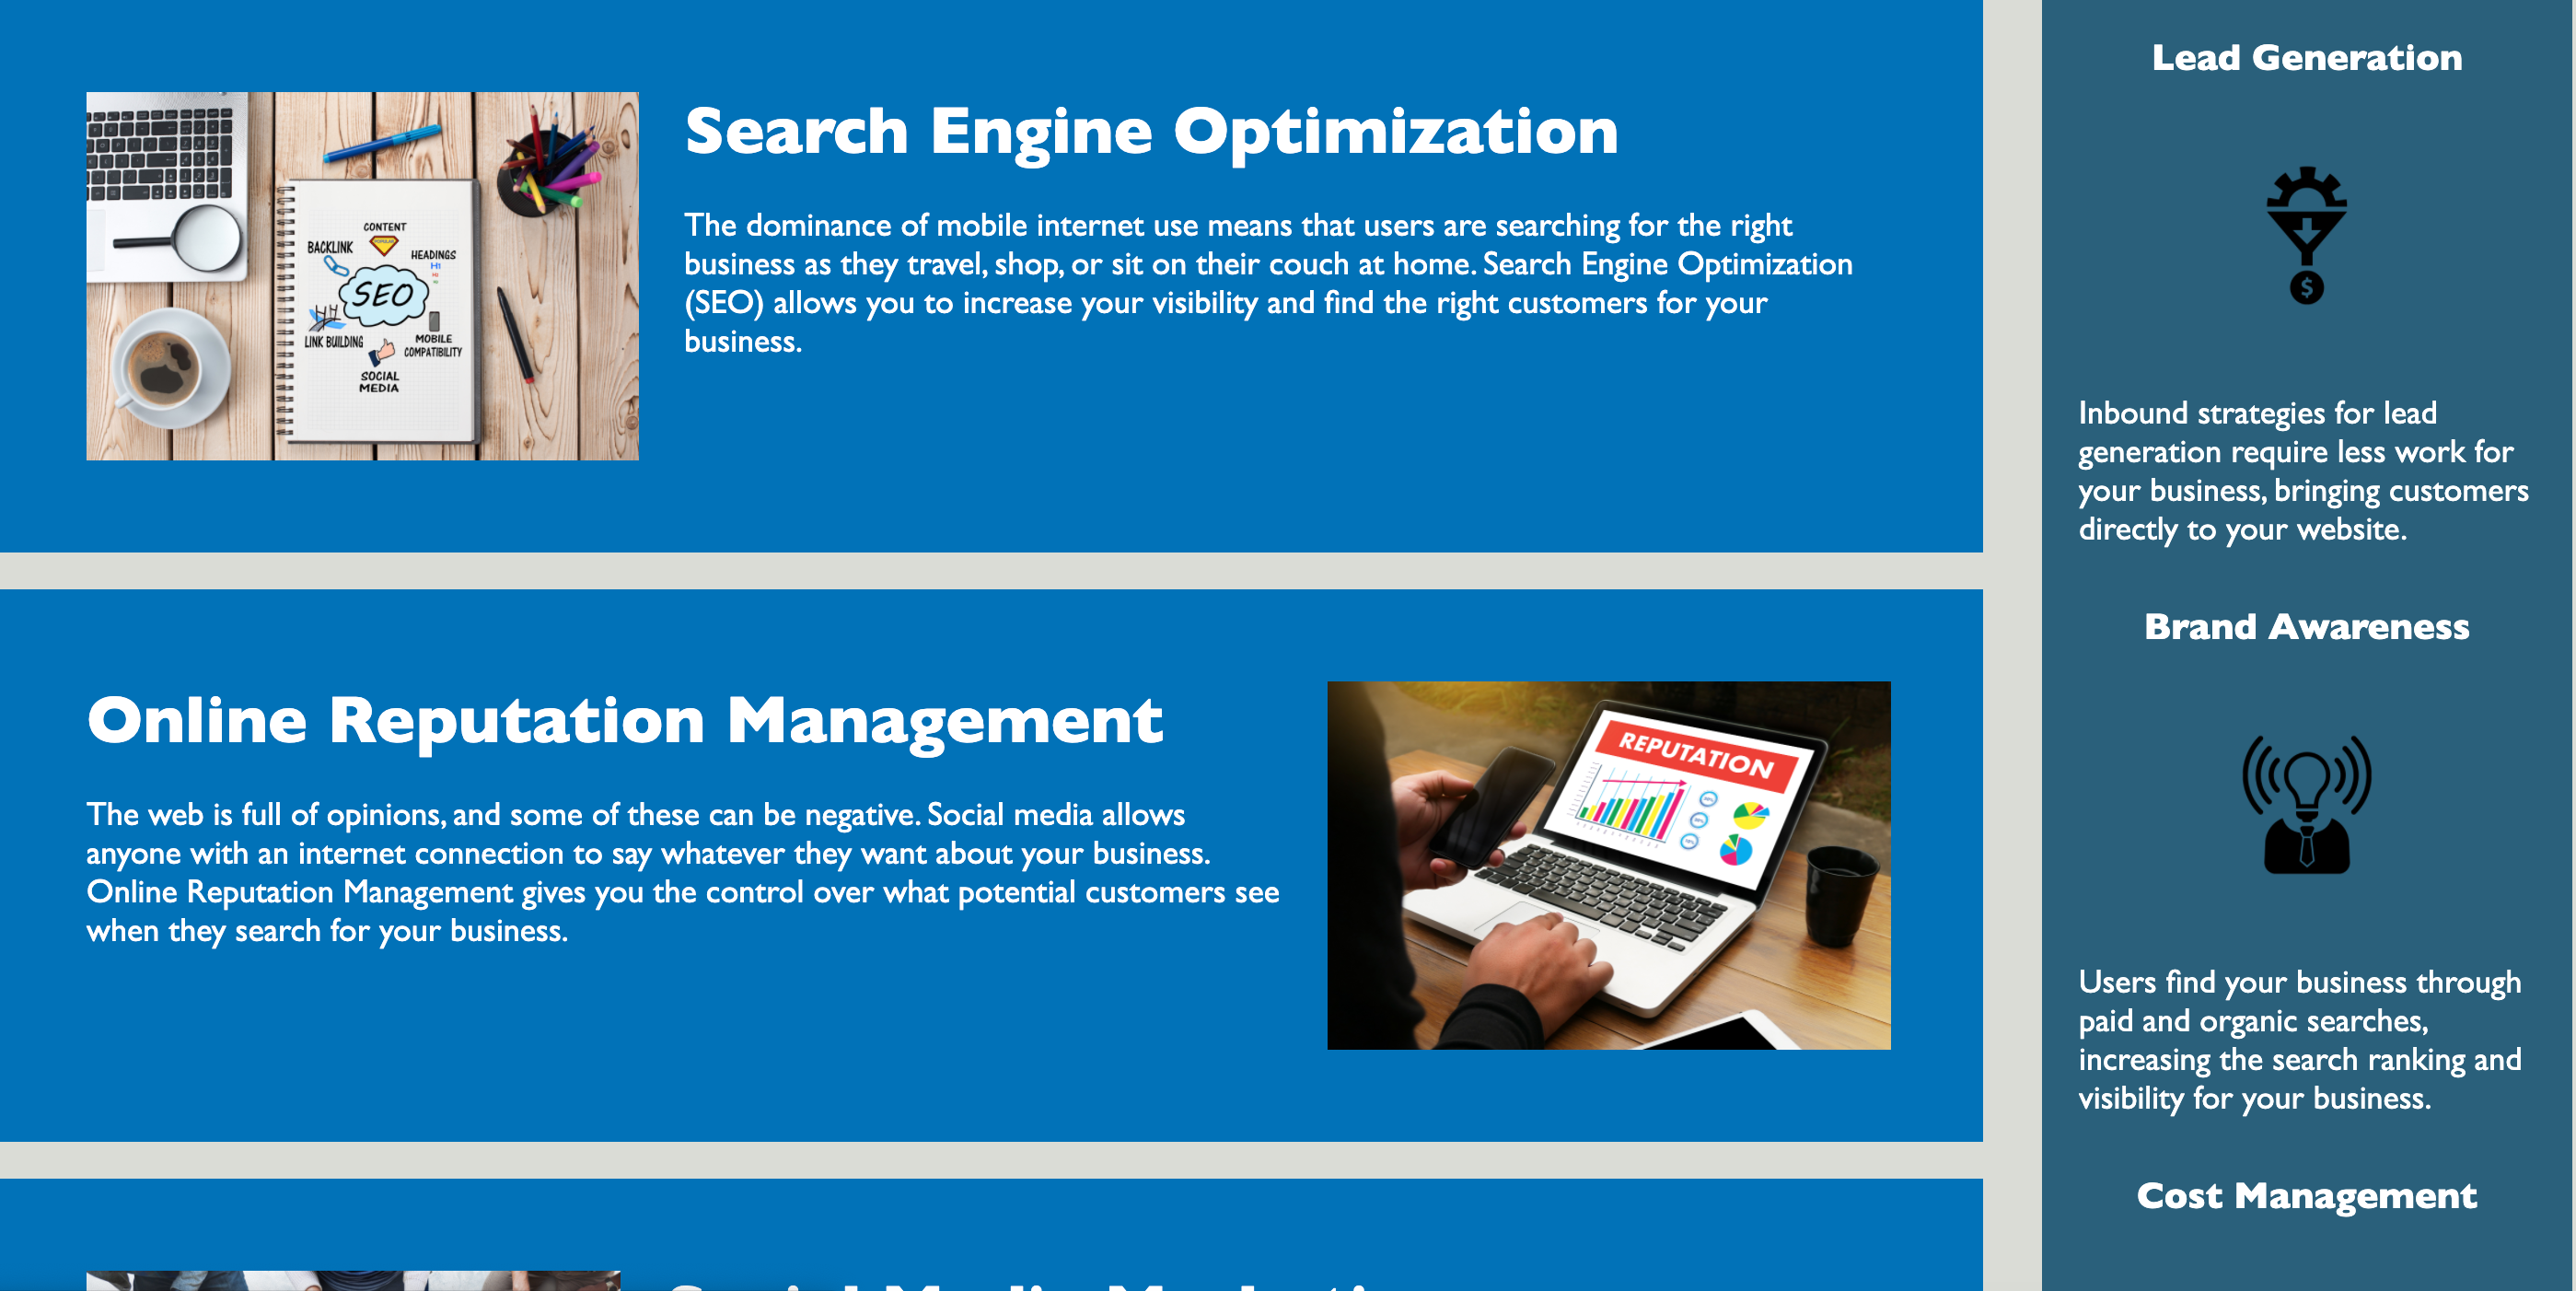 Search Engine Optimization
The dominance of mobile internet use means that users are searching for the right
business as they travel, shop, or sit on their couch at home. Search Engine Optimization
(SEO) allows you to increase your visibility and find the right customers for your
business.
CONTENT
BACKLINK
HEADINGS
H1
SEO
LINK BUILDING
MOBILE
COMPATIBILITY
SOCIAL
MEDIA
Online Reputation Management
The web is full of opinions, and some of these can be negative. Social media allows
anyone with an internet connection to say whatever they want about your business.
Online Reputation Management gives you the control over what potential customers see
when they search for your business.
REPUTATION
Lead Generation
$
Inbound strategies for lead
generation require less work for
your business, bringing customers
directly to your website.
Brand Awareness
Users find your business through
paid and organic searches,
increasing the search ranking and
visibility for your business.
Cost Management